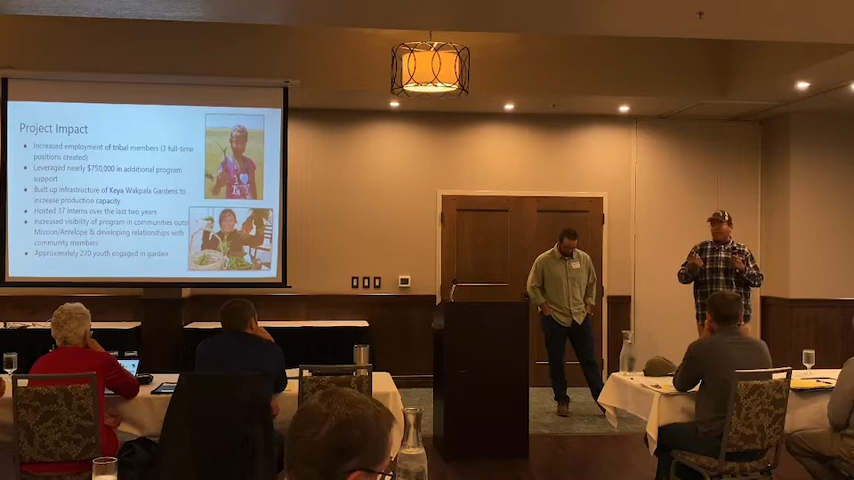 Project Impact
• Increased employment of tribal members (3 full-time
positions created)
• Leveraged nearly $750,000 in additional program
support
• Built up infrastructure of Keya Wakpala Gardens to
increase production capacity
• Hosted 37 interns over the last two years
• Increased visibility of program in communities outside
Mission/Antelope & developing relationships with
community members
• Approximately 270 youth engaged in garden